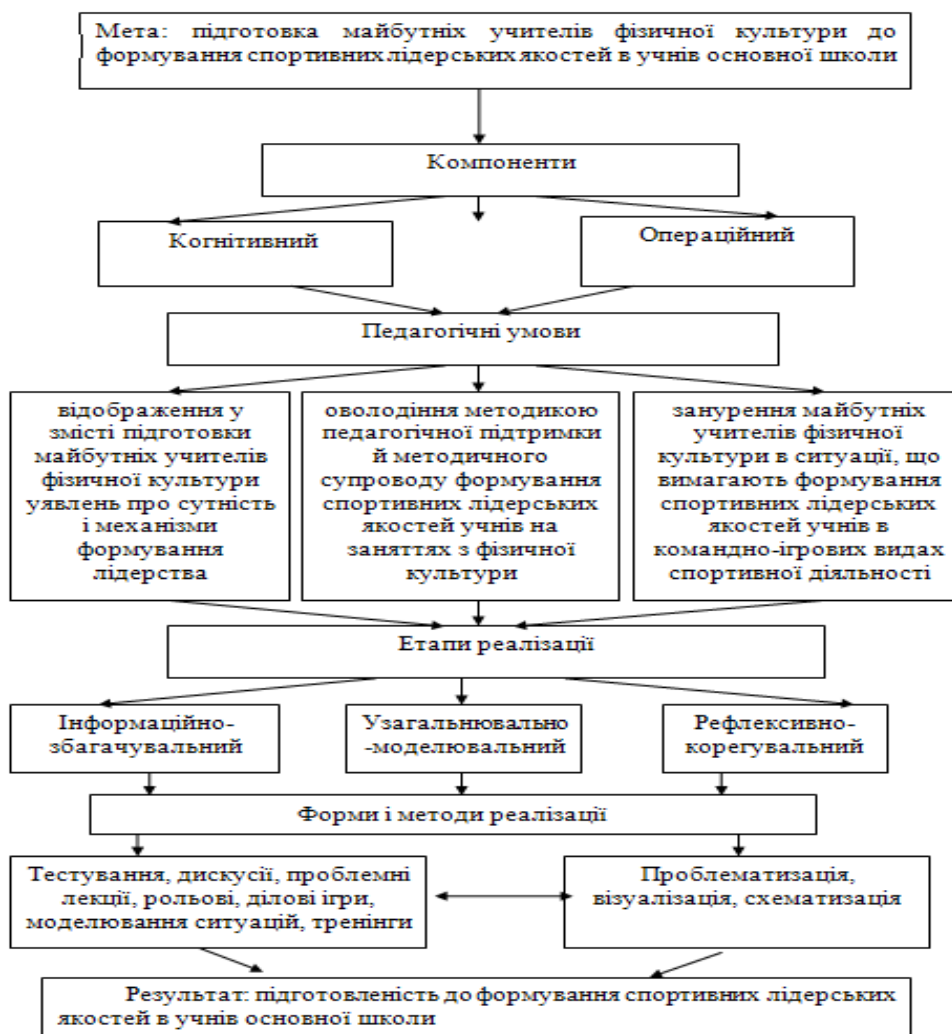 Мета: підготовка майбутніх учителів фізичної культури до
формування спортивних лідерських якостей в учнів основної школи
Компоненти
Когнітивний
Операційний
Педагогічні умови
відображення у
змісті підготовки
майбутніх учителів
фізичної культури
уявлень про сутність
і механізми
формування
лідерства
оволодіння методикою
педагогічної підтримки
й методичного
супроводу формування
спортивних лідерських
якостей учнів на
заняттях з фізичної
культури
занурення майбутніх
учителів фізичної
культури в ситуації, що
вимагають формування
спортивних лідерських
якостей учнів в
командно-ігрових видах
спортивної діяльності
Етапи реалізації
Інформаційно-
збагачувальний
Узагальнювально
-моделювальний
Рефлексивно-
корегувальний
Форми і методи реалізації
Тестування, дискусії, проблемні
лекції, рольові, ділові ігри,
моделювання ситуацій, тренінги
Проблематизація,
візуалізація, схематизація
Результат: підготовленість до формування спортивних лідерських
якостей в учнів основної школи